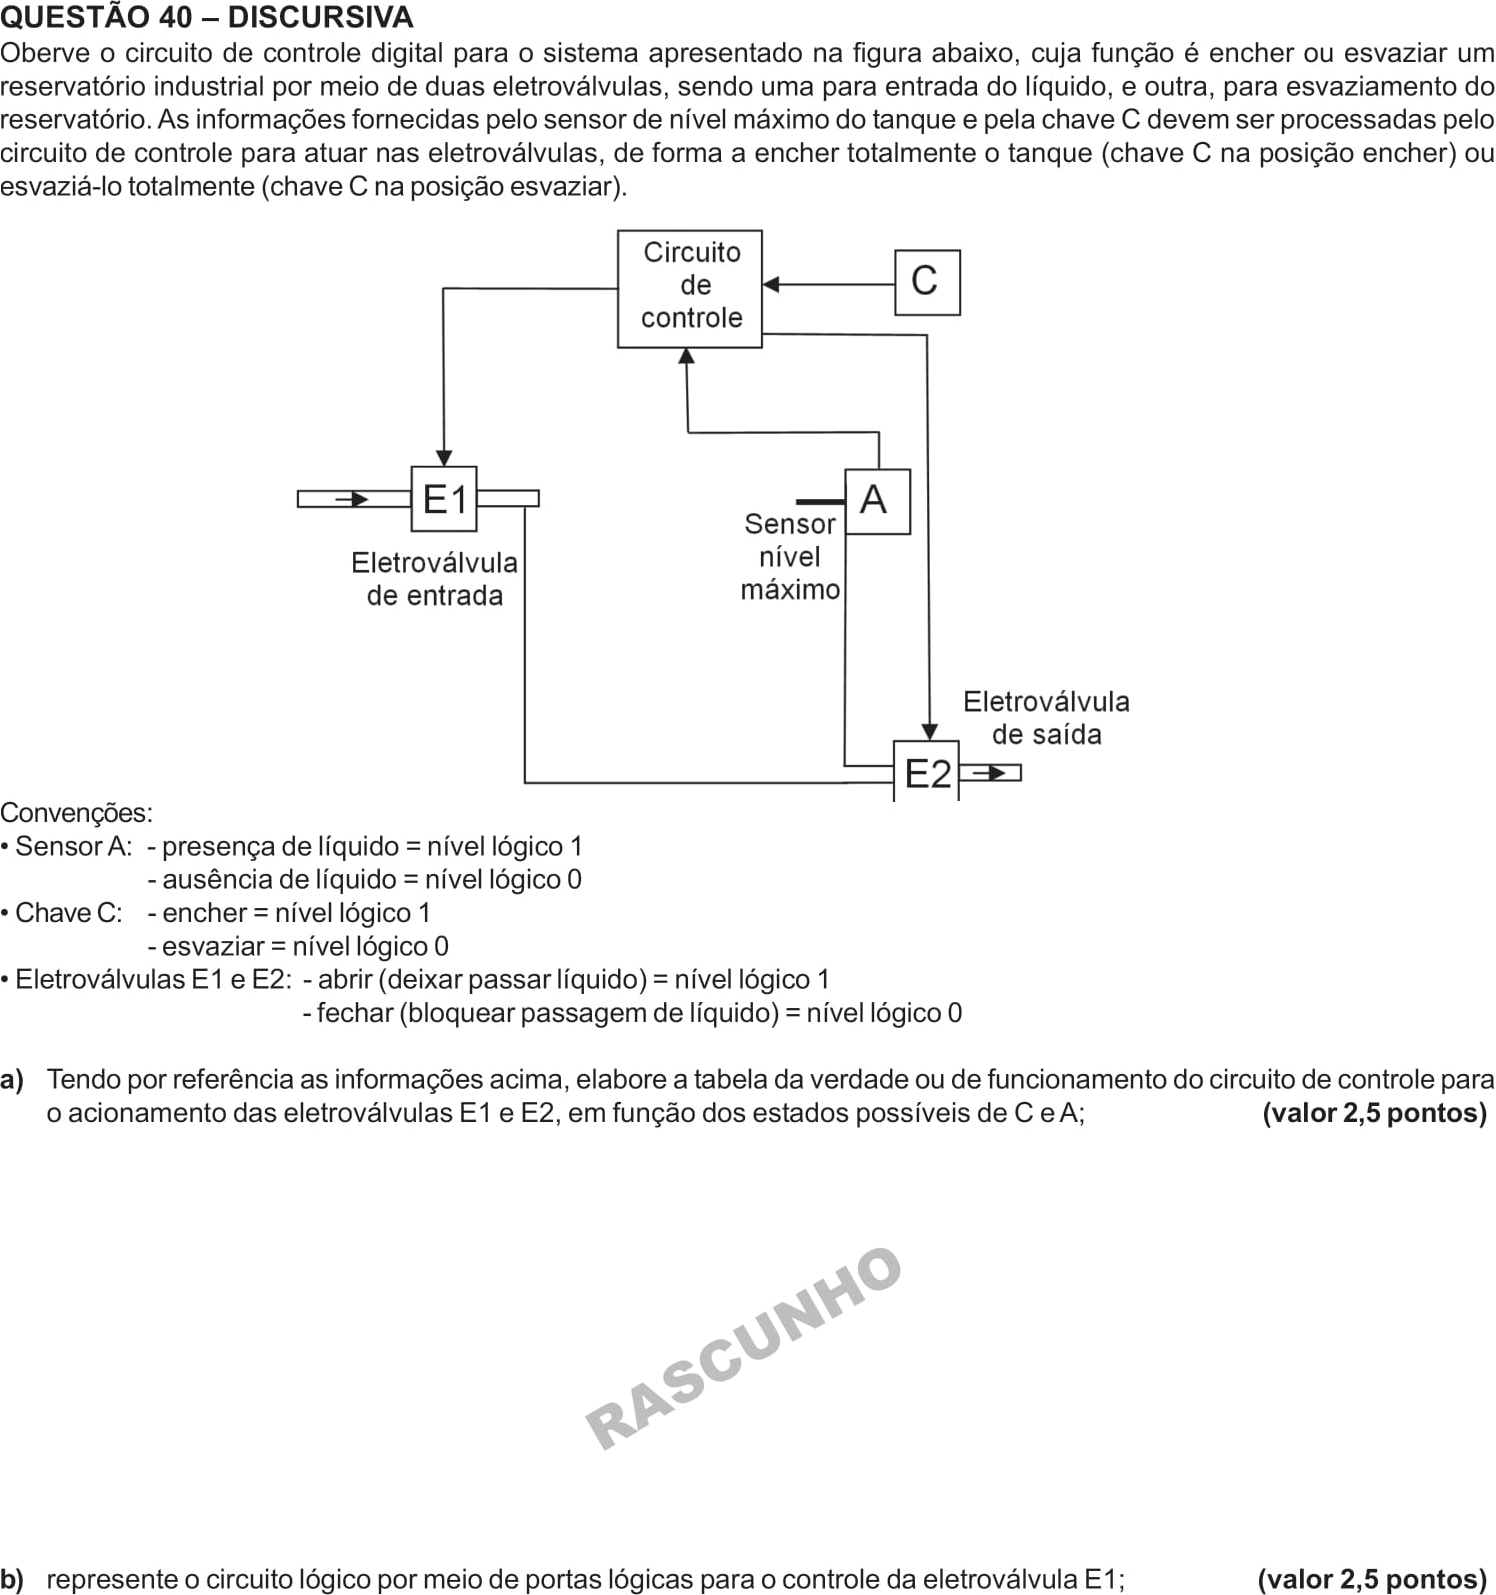 QUESTÃO 40 – DISCURSIVA
Oberve o circuito de controle digital para o sistema apresentado na figura abaixo, cuja função é encher ou esvaziar um
reservatório industrial por meio de duas eletroválvulas, sendo uma para entrada do líquido, e outra, para esvaziamento do
reservatório. As informações fornecidas pelo sensor de nível máximo do tanque e pela chave C devem ser processadas pelo
circuito de controle para atuar nas eletroválvulas, de forma a encher totalmente o tanque (chave C na posição encher) ou
esvaziá-lo totalmente (chave C na posição esvaziar).
Circuito
de
controle
C
E1
A
Sensor
nível
máximo
Eletroválvula
de entrada
Eletroválvula
de saída
E2
Convenções:
• Sensor A: - presença de líquido = nível lógico 1
- ausência de líquido = nível lógico 0
• Chave C: - encher = nível lógico 1
- esvaziar = nível lógico 0
• Eletroválvulas E1 e E2: - abrir (deixar passar líquido) = nível lógico 1
- fechar (bloquear passagem de líquido) = nível lógico 0
a) Tendo por referência as informações acima, elabore a tabela da verdade ou de funcionamento do circuito de controle para
o acionamento das eletroválvulas E1 e E2, em função dos estados possíveis de C e A; (valor 2,5 pontos)
RASCUNHO
b) represente o circuito lógico por meio de portas lógicas para o controle da eletroválvula E1; (valor 2,5 pontos)